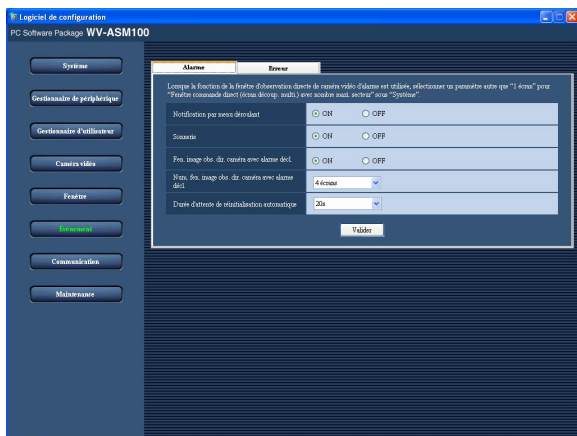 Logiciel de configuration
PC Software Package WV-ASM100
Système
Gestionnaire de périphérique
Gestionnaire d'utilisateur
Caméra vidéo
Fenêtre
Évènement
Communication
Maintenance
Alarme
Erreur
Lorsque la fonction de la fenêtre d'observation directe de caméra vidéo d'alarme est utilisée, sélectionner un paramètre autre que "1 écran" pour
"Fenêtre commande direct (écran découp. multi.) avec nombre maxi. secteur" sous "Système".
Notification par menu déroulant
ON
OFF
Sonnerie
ON
OFF
Fen. image obs. dir. caméra avec alarme décl.
ON
OFF
Num. fen. image obs. dir. caméra avec alarme
décl.
4 écrans
Durée d'attente de réinitialisation automatique
20s
Valider